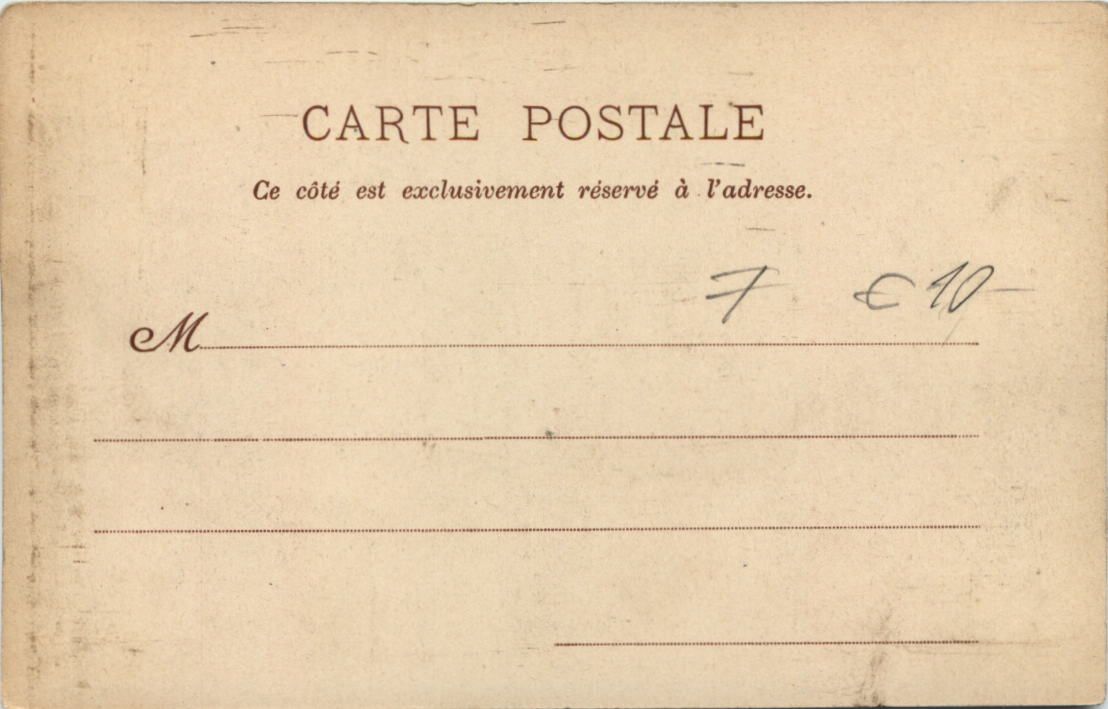 CARTE POSTALE
Ce côté est exclusivement réservé à l'adresse.
7 € 10-
M